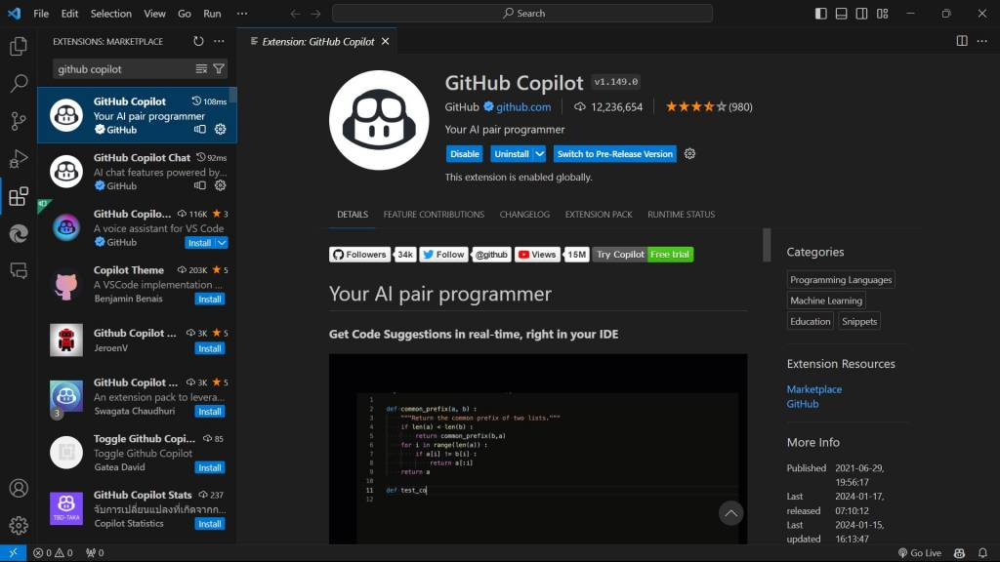 File Edit Selection View Go Run ···
Search
EXTENSIONS: MARKETPLACE
github copilot
GitHub Copilot 108ms
Your AI pair programmer
GitHub
GitHub Copilot Chat 92ms
AI chat features powered by...
GitHub
GitHub Copilo... 116K 3
A voice assistant for VS Code
GitHub Install
Copilot Theme 203K 5
A VSCode implementation ...
Benjamin Benais Install
Github Copilot ... 3K 5
JeroenV Install
GitHub Copilot ... 3K 5
An extension pack to levera...
Swagata Chaudhuri Install
3
Toggle Github Copi... 85
Toggle Github Copilot
Gatea David Install
GitHub Copilot Stats 237
จับการเปลี่ยนแปลงที่เกิดจากก...
Copilot Statistics Install
TBD-TAKA
Extension: GitHub Copilot
GitHub Copilot v1.149.0
GitHub github.com 12,236,654 (980)
Your AI pair programmer
Disable Uninstall Switch to Pre-Release Version
This extension is enabled globally.
DETAILS FEATURE CONTRIBUTIONS CHANGELOG EXTENSION PACK RUNTIME STATUS
Followers 34k Follow @github Views 15M Try Copilot Free trial
Your AI pair programmer
Get Code Suggestions in real-time, right in your IDE
1
2 def common_prefix(a, b) :
3 """Return the common prefix of two lists."""
4 if len(a) < len(b) :
5 return common_prefix(b,a)
6 for i in range(len(a)) :
7 if a[i] != b[i] :
8 return a[:i]
9 return a
10
11 def test_co
12
Categories
Programming Languages
Machine Learning
Education Snippets
Extension Resources
Marketplace
GitHub
More Info
Published 2021-06-29,
19:56:17
Last 2024-01-17,
released 07:10:12
Last 2024-01-15,
updated 16:13:47
0 0 0 Go Live